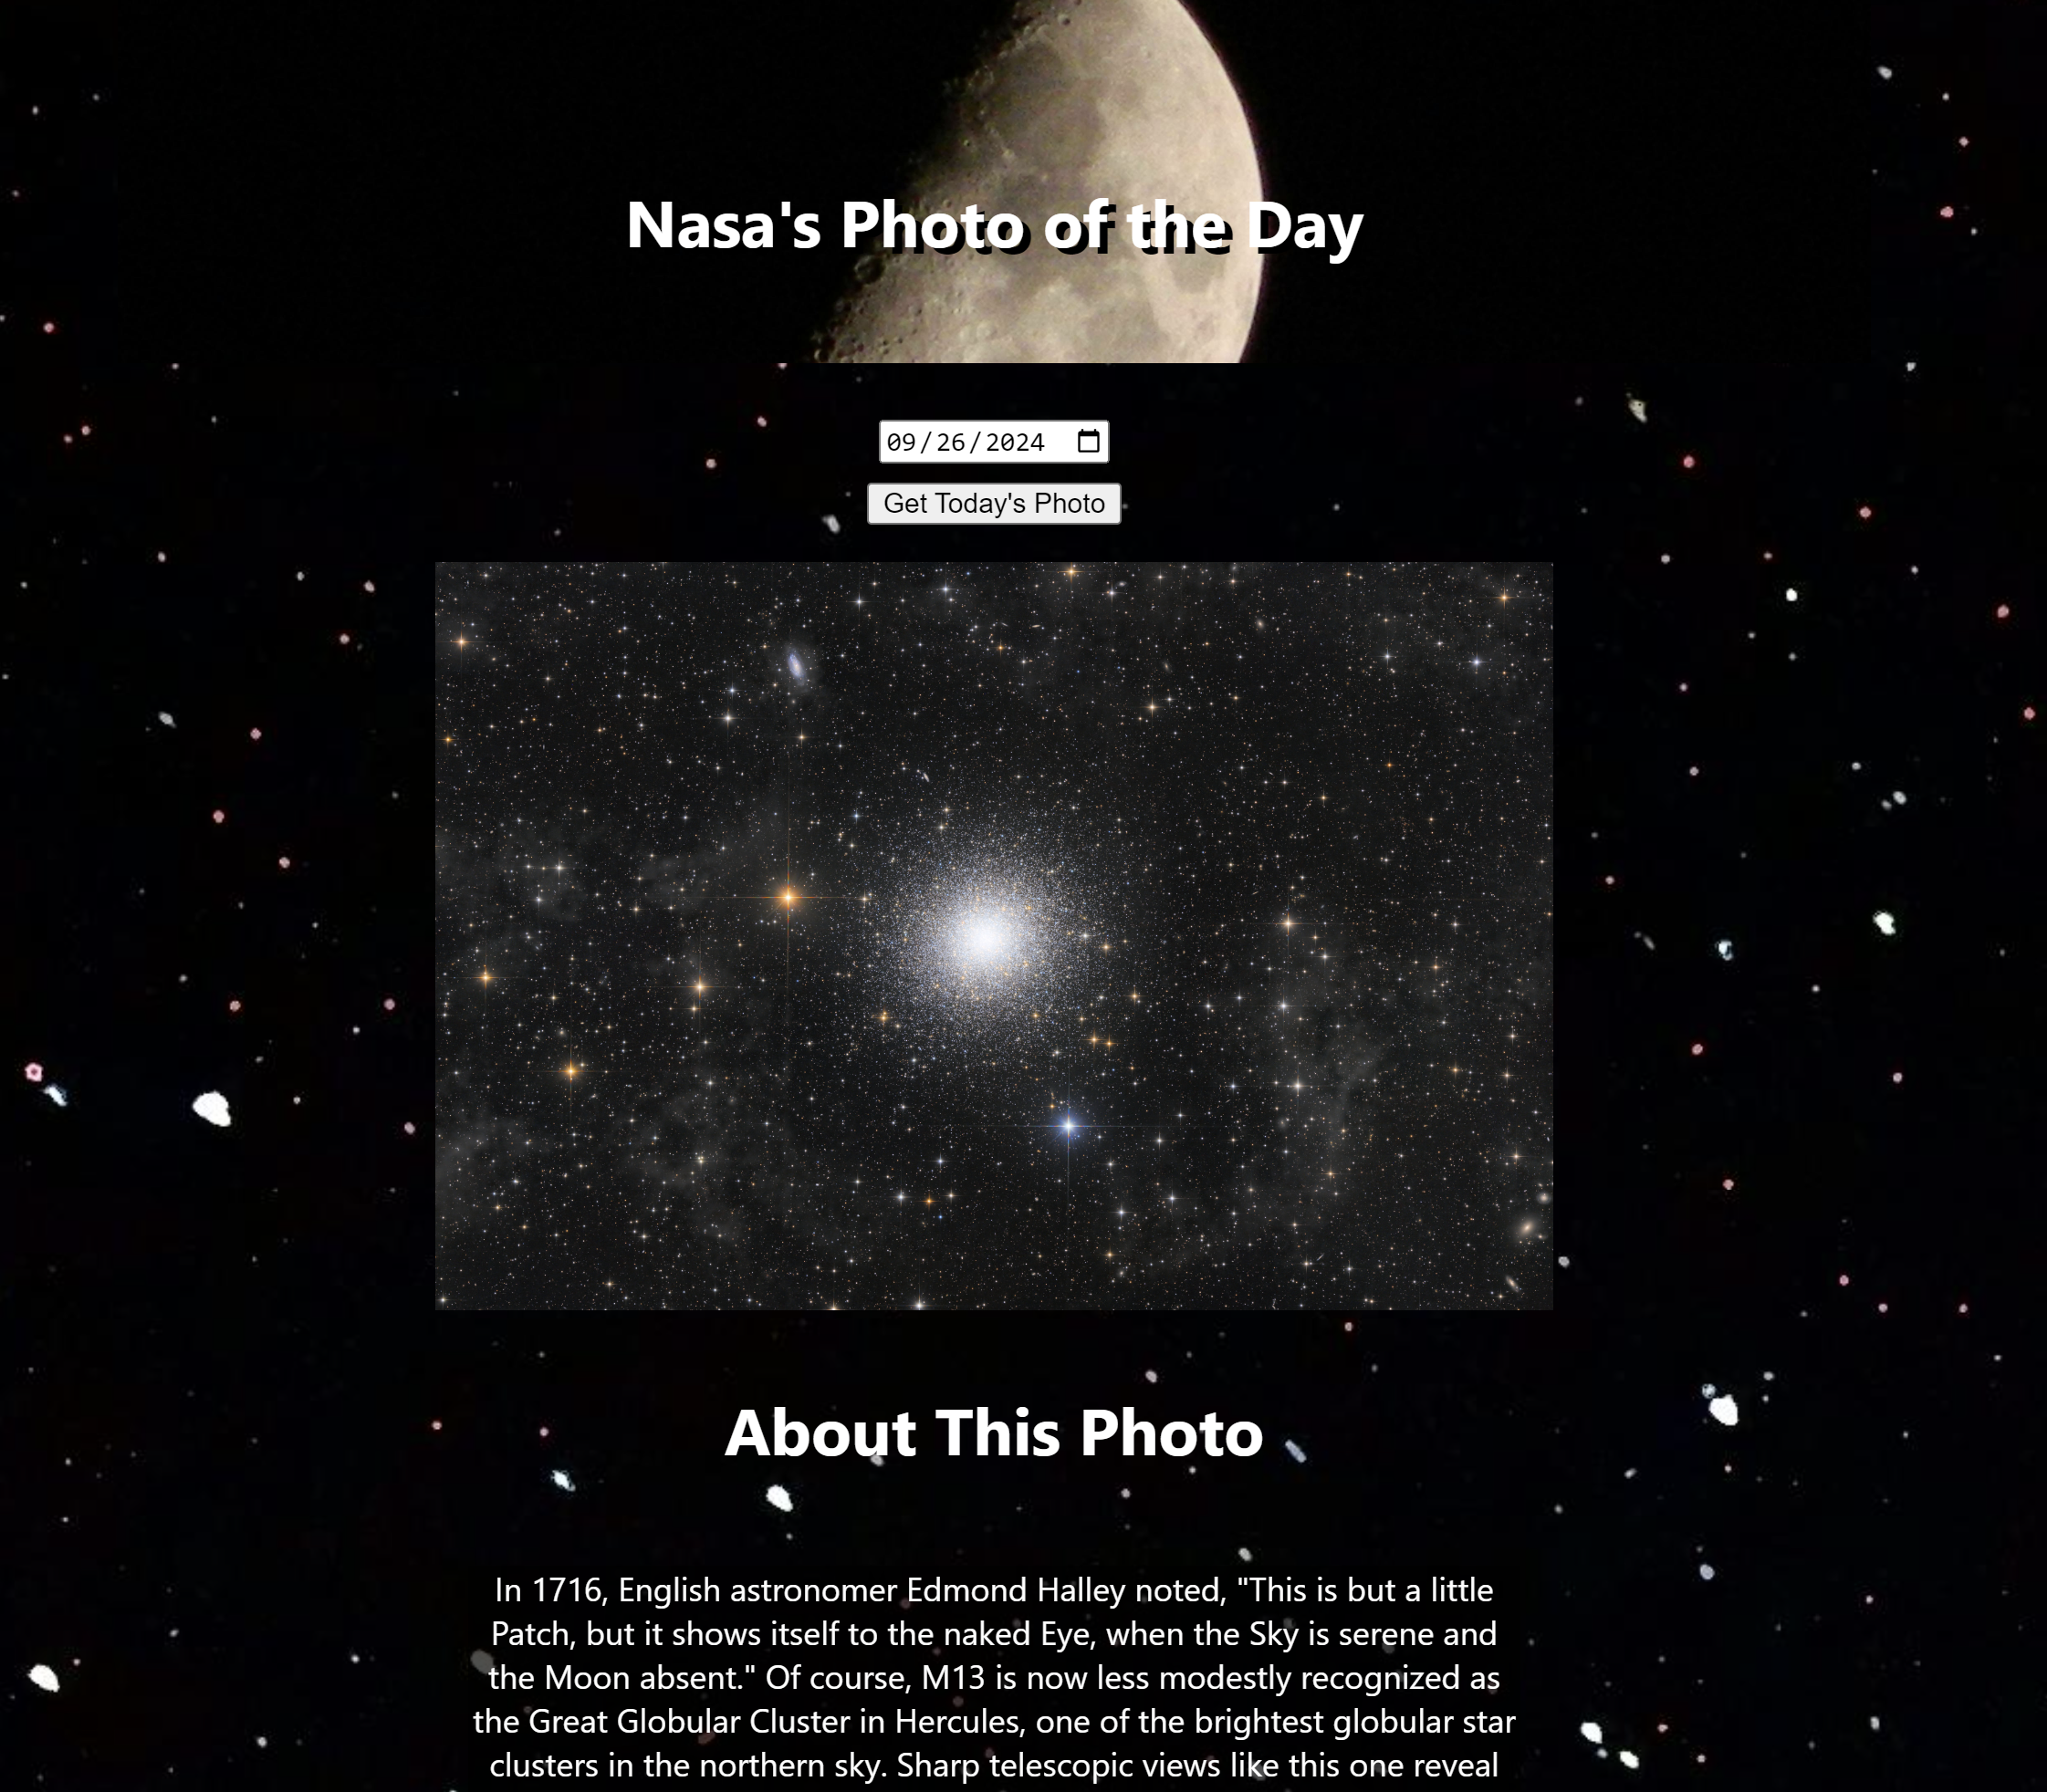 Nasa's Photo of the Day
09/26/2024
Get Today's Photo
About This Photo
In 1716, English astronomer Edmond Halley noted, "This is but a little
Patch, but it shows itself to the naked Eye, when the Sky is serene and
the Moon absent." Of course, M13 is now less modestly recognized as
the Great Globular Cluster in Hercules, one of the brightest globular star
clusters in the northern sky. Sharp telescopic views like this one reveal